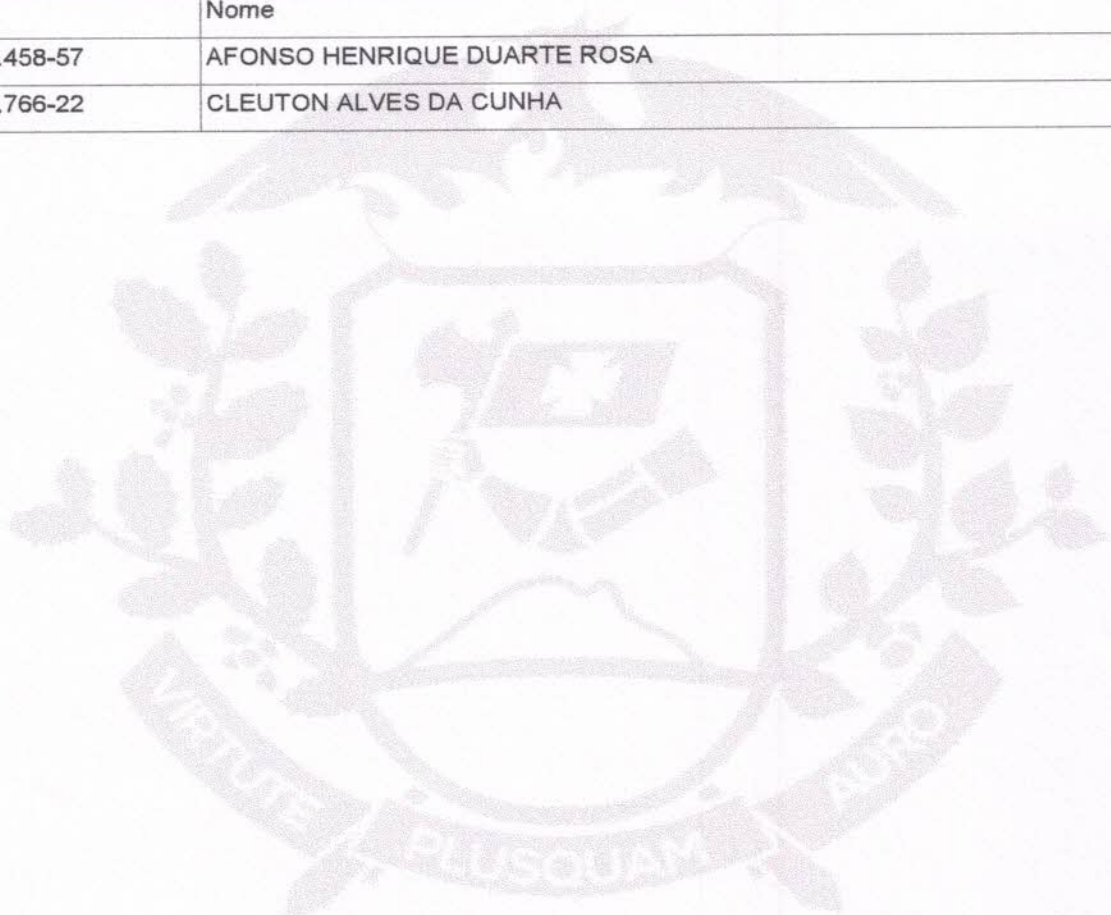 Nome
.458-57 AFONSO HENRIQUE DUARTE ROSA
.766-22 CLEUTON ALVES DA CUNHA
VIRTUTE PLUSQUAM AURO